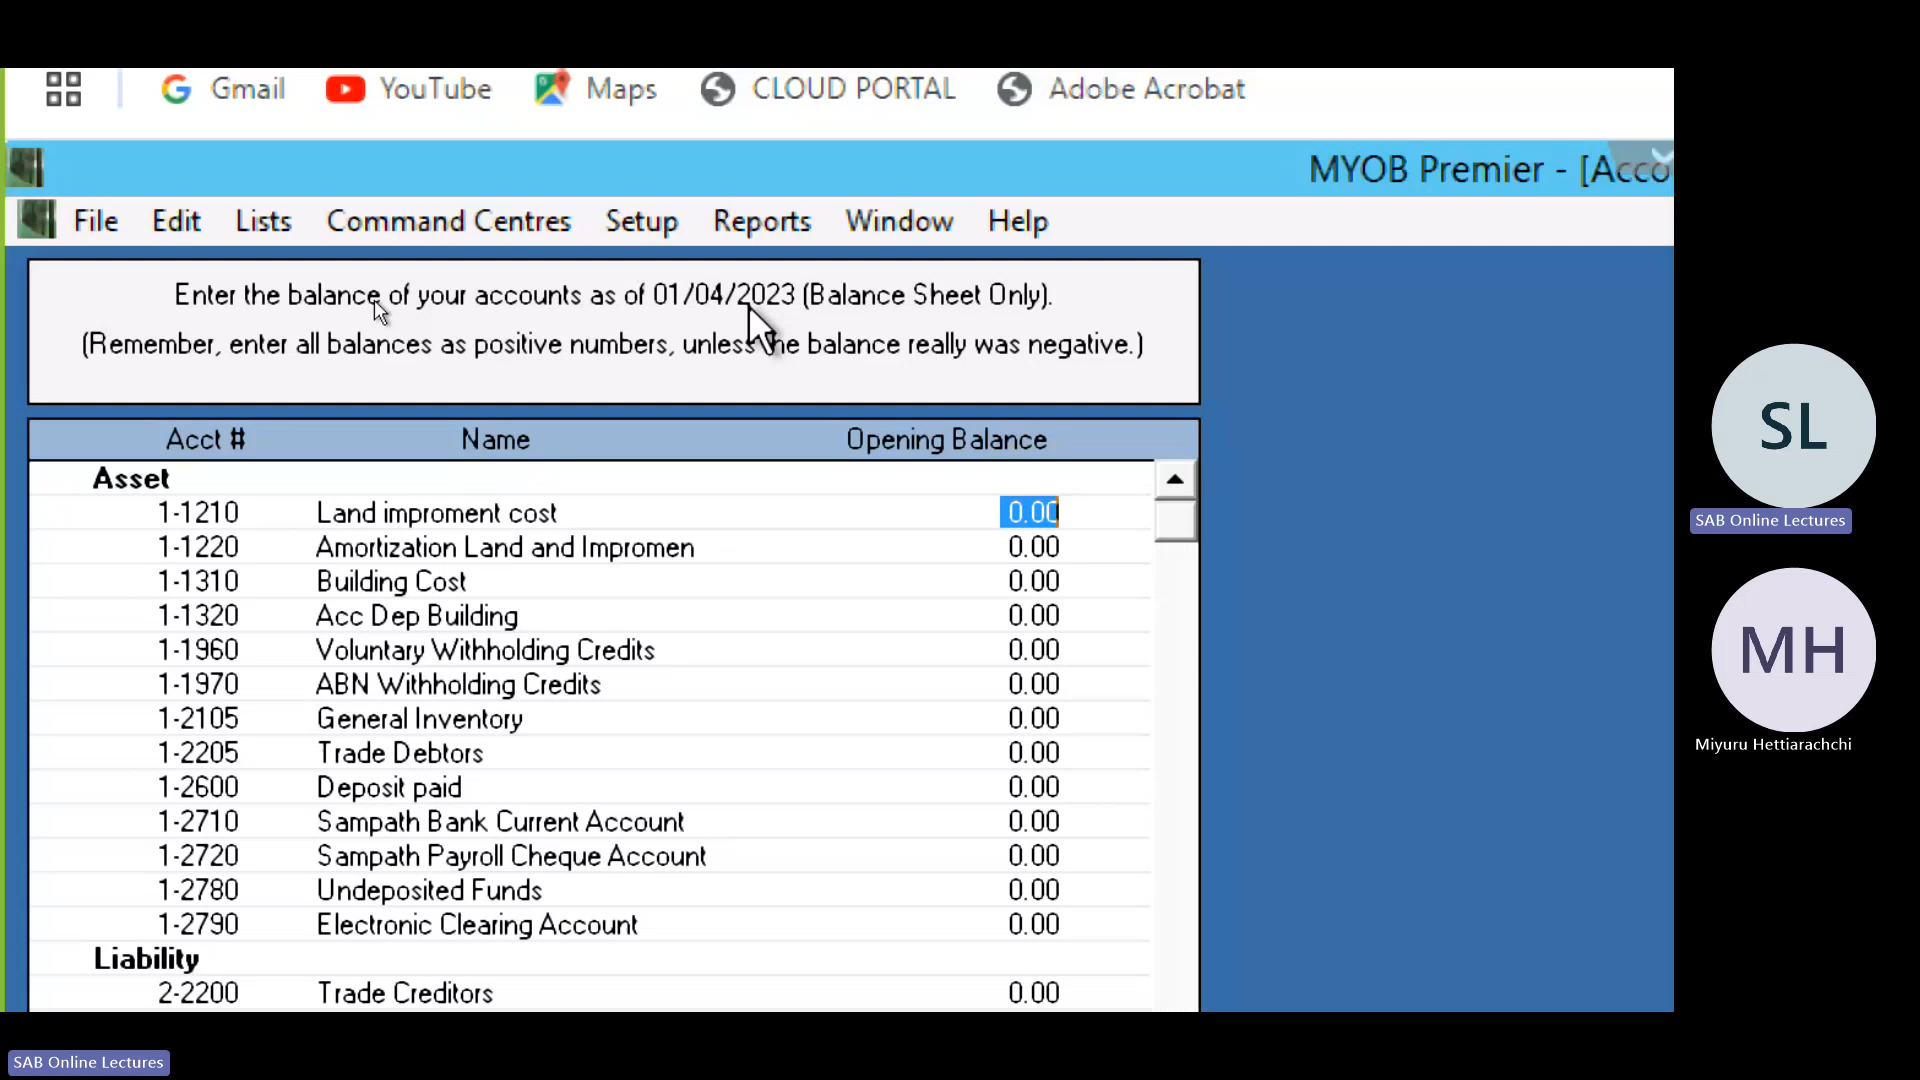 Gmail YouTube Maps CLOUD PORTAL Adobe Acrobat
MYOB Premier - [Acco
File Edit Lists Command Centres Setup Reports Window Help
Enter the balance of your accounts as of 01/04/2023 (Balance Sheet Only).
(Remember, enter all balances as positive numbers, unless the balance really was negative.)
Acct # Name Opening Balance
Asset
1-1210 Land improment cost 0.00
1-1220 Amortization Land and Impromen 0.00
1-1310 Building Cost 0.00
1-1320 Acc Dep Building 0.00
1-1960 Voluntary Withholding Credits 0.00
1-1970 ABN Withholding Credits 0.00
1-2105 General Inventory 0.00
1-2205 Trade Debtors 0.00
1-2600 Deposit paid 0.00
1-2710 Sampath Bank Current Account 0.00
1-2720 Sampath Payroll Cheque Account 0.00
1-2780 Undeposited Funds 0.00
1-2790 Electronic Clearing Account 0.00
Liability
2-2200 Trade Creditors 0.00
SL
SAB Online Lectures
MH
Miyuru Hettiarachchi
SAB Online Lectures